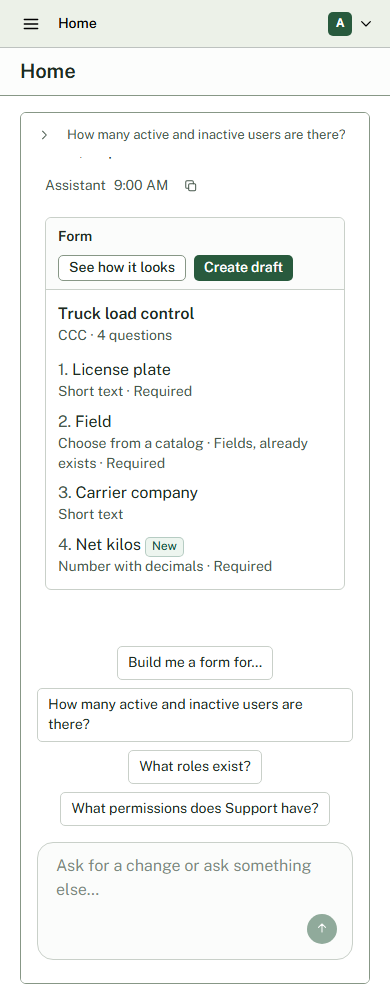 Home
A
Home
How many active and inactive users are there?
Assistant 9:00 AM
Form
See how it looks
Create draft
Truck load control
CCC · 4 questions
1. License plate
Short text · Required
2. Field
Choose from a catalog · Fields, already
exists · Required
3. Carrier company
Short text
4. Net kilos New
Number with decimals · Required
Build me a form for...
How many active and inactive users are
there?
What roles exist?
What permissions does Support have?
Ask for a change or ask something
else...